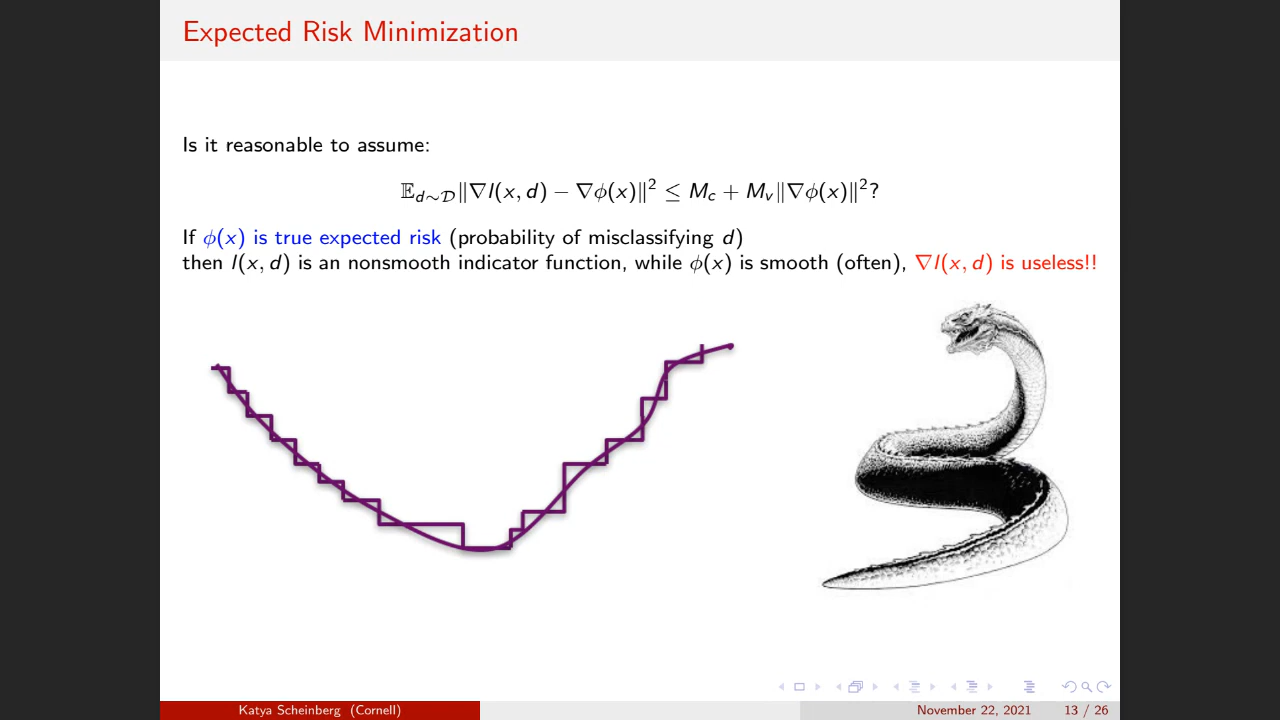 Expected Risk Minimization
Is it reasonable to assume:
𝔼_{d∼𝒟}‖∇l(x, d) − ∇ϕ(x)‖² ≤ M_c + M_v‖∇ϕ(x)‖²?
If ϕ(x) is true expected risk (probability of misclassifying d)
then l(x, d) is an nonsmooth indicator function, while ϕ(x) is smooth (often), ∇l(x, d) is useless!!
Katya Scheinberg (Cornell) November 22, 2021 13 / 26